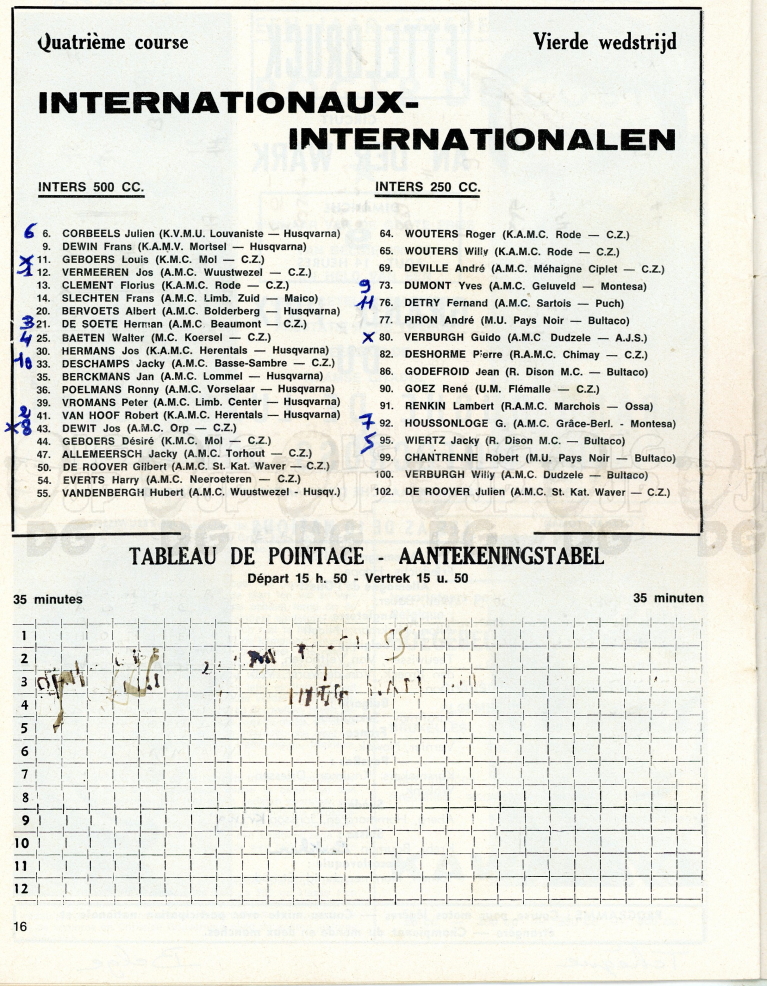 Quatrième course
Vierde wedstrijd
INTERNATIONAUX-
INTERNATIONALEN
INTERS 500 CC.
6 6. CORBEELS Julien (K.V.M.U. Louvaniste — Husqvarna)
9. DEWIN Frans (K.A.M.V. Mortsel — Husqvarna)
x 11. GEBOERS Louis (K.M.C. Mol — C.Z.)
1 12. VERMEEREN Jos (A.M.C. Wuustwezel — C.Z.)
13. CLEMENT Florius (K.A.M.C. Rode — C.Z.)
14. SLECHTEN Frans (A.M.C. Limb. Zuid — Maico)
20. BERVOETS Albert (A.M.C. Bolderberg — Husqvarna)
3 21. DE SOETE Herman (A.M.C Beaumont — C.Z.)
4 25. BAETEN Walter (M.C. Koersel — C.Z.)
30. HERMANS Jos (K.A.M.C. Herentals — Husqvarna)
10 33. DESCHAMPS Jacky (A.M.C. Basse-Sambre — C.Z.)
35. BERCKMANS Jan (A.M.C. Lommel — Husqvarna)
36. POELMANS Ronny (A.M.C. Vorselaar — Husqvarna)
39. VROMANS Peter (A.M.C. Limb. Center — Husqvarna)
2 41. VAN HOOF Robert (K.A.M.C. Herentals — Husqvarna)
x 8 43. DEWIT Jos (A.M.C. Orp — C.Z.)
44. GEBOERS Désiré (K.M.C. Mol — C.Z.)
47. ALLEMEERSCH Jacky (A.M.C. Torhout — C.Z.)
50. DE ROOVER Gilbert (A.M.C. St. Kat. Waver — C.Z.)
54. EVERTS Harry (A.M.C. Neeroeteren — C.Z.)
55. VANDENBERGH Hubert (A.M.C. Wuustwezel - Husqv.)
INTERS 250 CC.
64. WOUTERS Roger (K.A.M.C. Rode — C.Z.)
65. WOUTERS Willy (K.A.M.C. Rode — C.Z.)
69. DEVILLE André (A.M.C. Méhaigne Ciplet — C.Z.)
9 73. DUMONT Yves (A.M.C. Geluveld — Montesa)
11 76. DETRY Fernand (A.M.C. Sartois — Puch)
77. PIRON André (M.U. Pays Noir — Bultaco)
x 80. VERBURGH Guido (A.M.C Dudzele — A.J.S.)
82. DESHORME Pierre (R.A.M.C. Chimay — C.Z.)
86. GODEFROID Jean (R. Dison M.C. — Bultaco)
90. GOEZ René (U.M. Flémalle — C.Z.)
91. RENKIN Lambert (R.A.M.C. Marchois — Ossa)
7 92. HOUSSONLOGE G. (A.M.C. Grâce-Berl. - Montesa)
5 95. WIERTZ Jacky (R. Dison M.C. — Bultaco)
99. CHANTRENNE Robert (M.U. Pays Noir — Bultaco)
100. VERBURGH Willy (A.M.C. Dudzele — Bultaco)
102. DE ROOVER Julien (A.M.C. St. Kat. Waver — C.Z.)
TABLEAU DE POINTAGE - AANTEKENINGSTABEL
Départ 15 h. 50 - Vertrek 15 u. 50
35 minutes
35 minuten
1
2
3
4
5
6
7
8
9
10
11
12
16